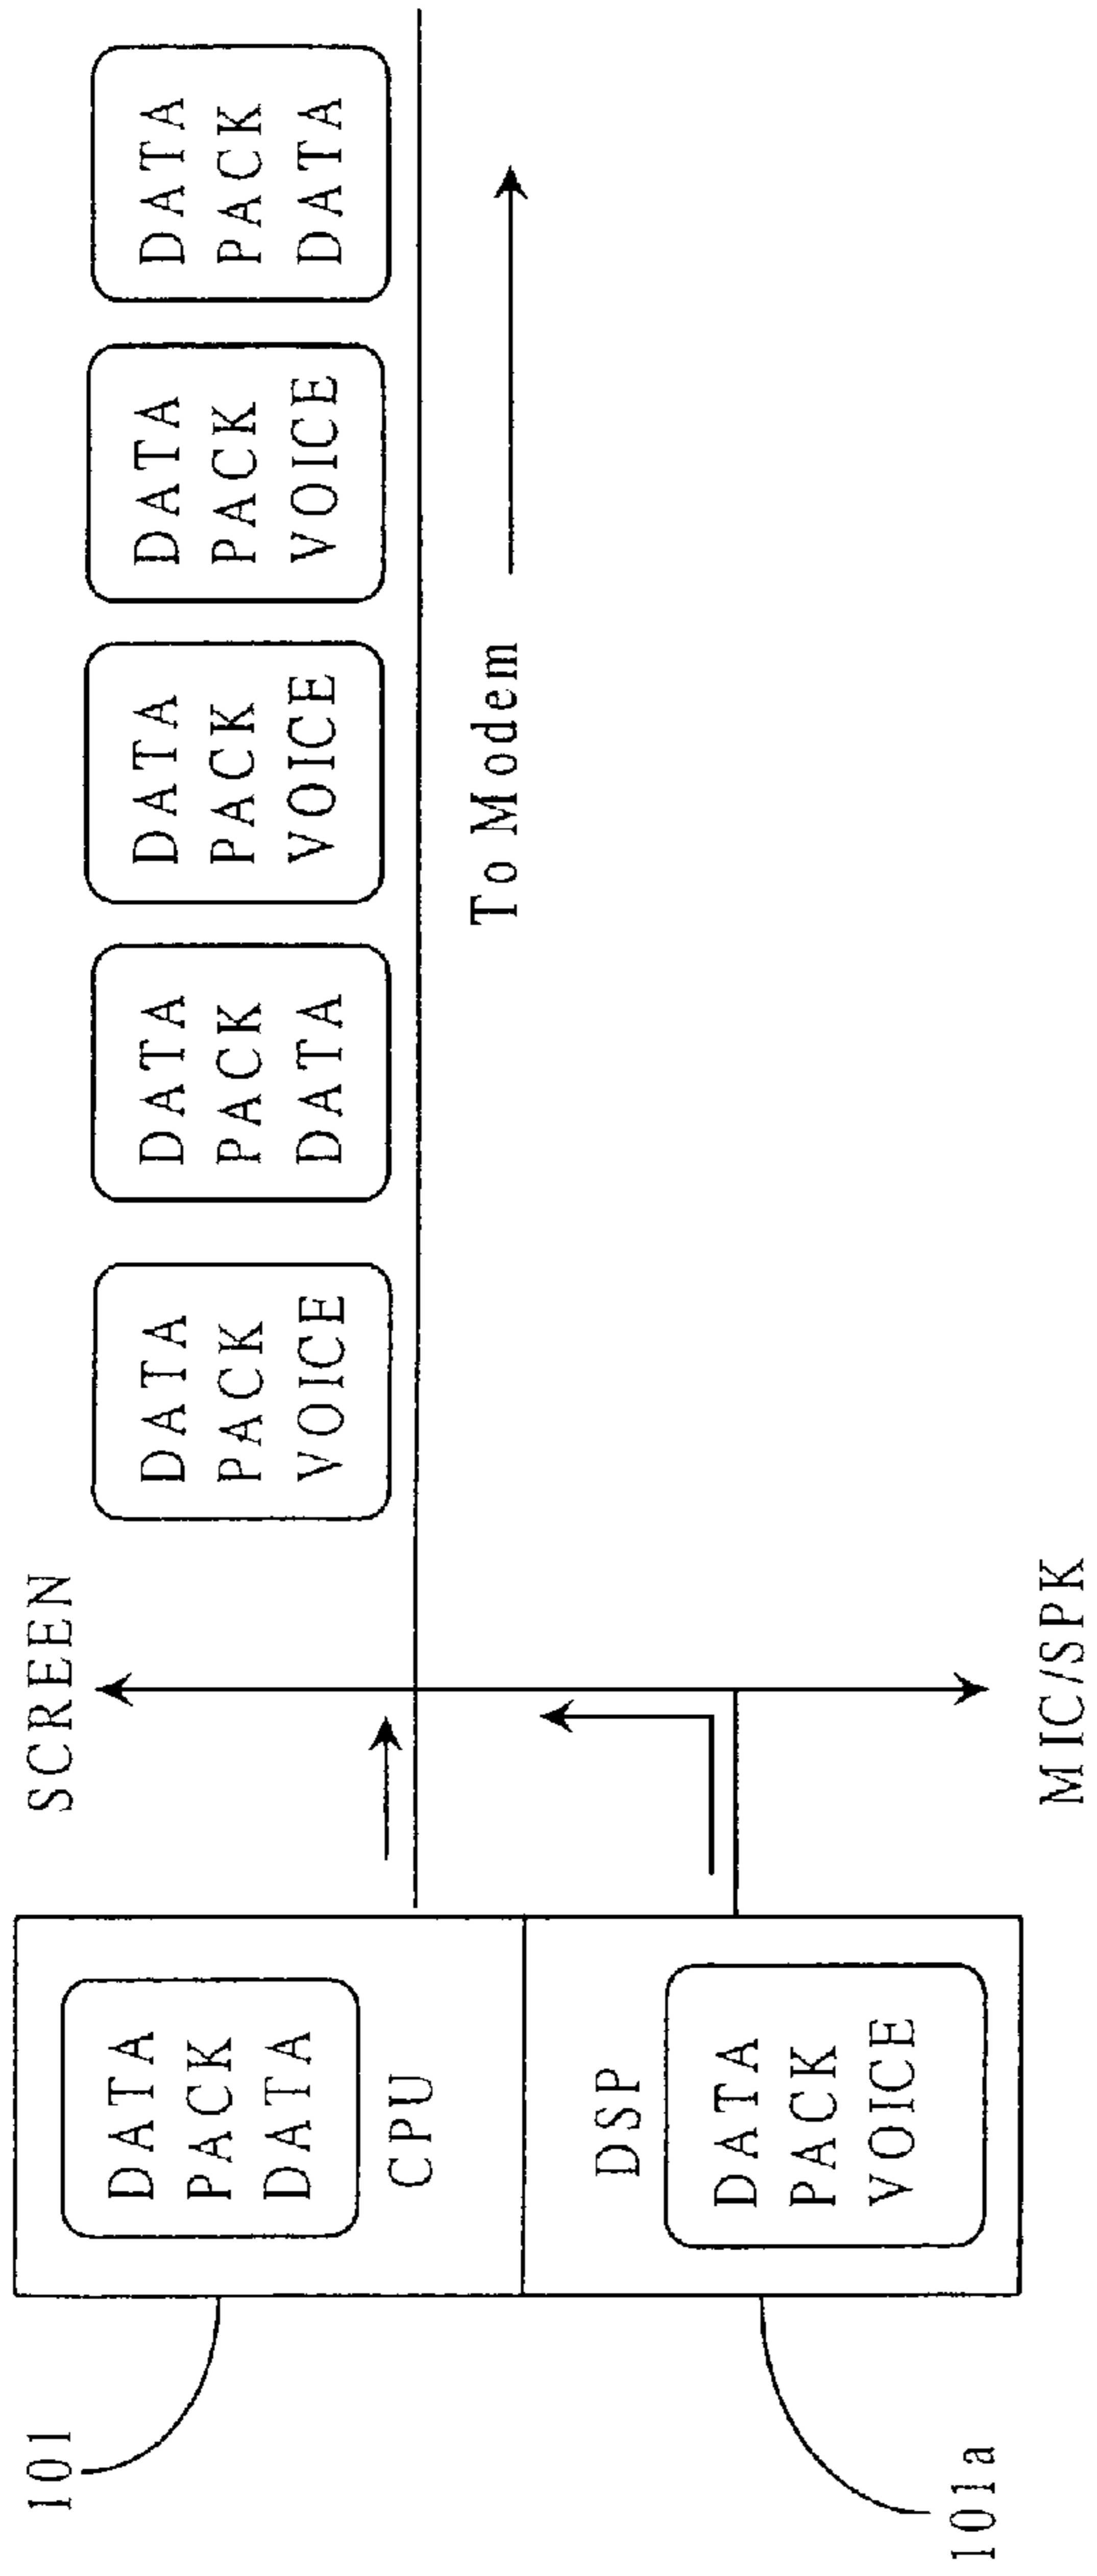 101
DATA
PACK
DATA
CPU
DSP
DATA
PACK
VOICE
101a
SCREEN
MIC/SPK
DATA
PACK
VOICE
DATA
PACK
DATA
DATA
PACK
VOICE
DATA
PACK
VOICE
DATA
PACK
DATA
To Modem